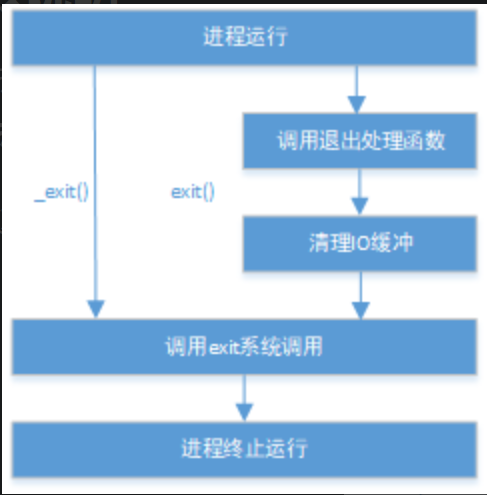 进程运行
调用退出处理函数
_exit()
exit()
清理IO缓冲
调用exit系统调用
进程终止运行